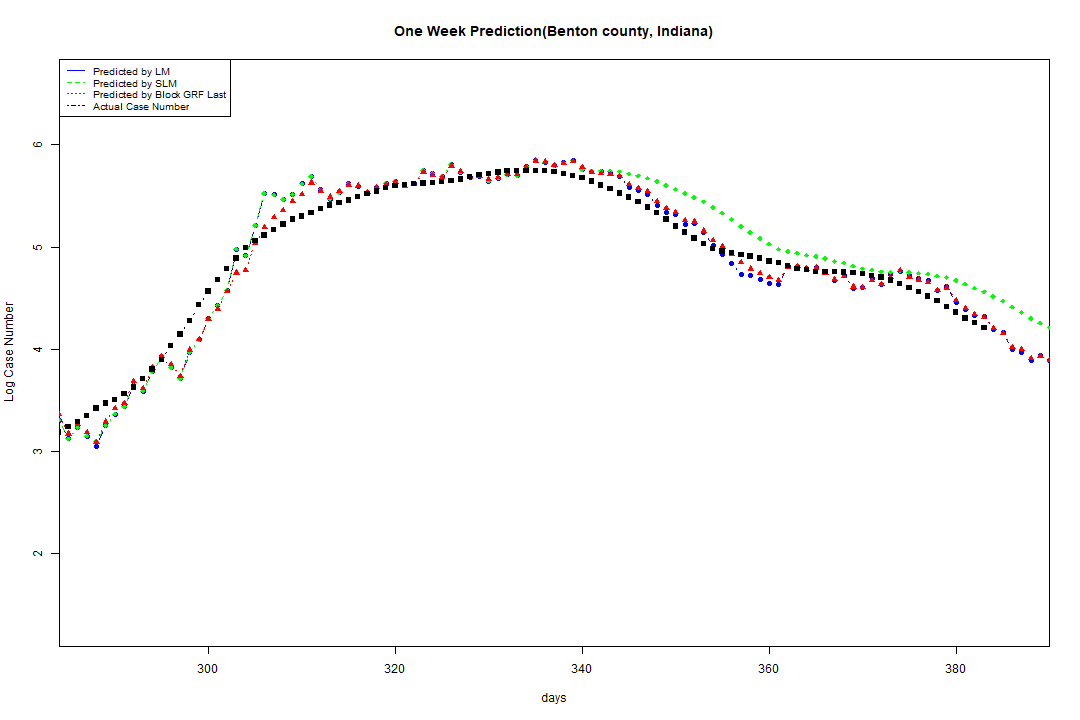 One Week Prediction(Benton county, Indiana)
Predicted by LM
Predicted by SLM
Predicted by Block GRF Last
Actual Case Number
6
5
4
3
2
Log Case Number
300 320 340 360 380
days